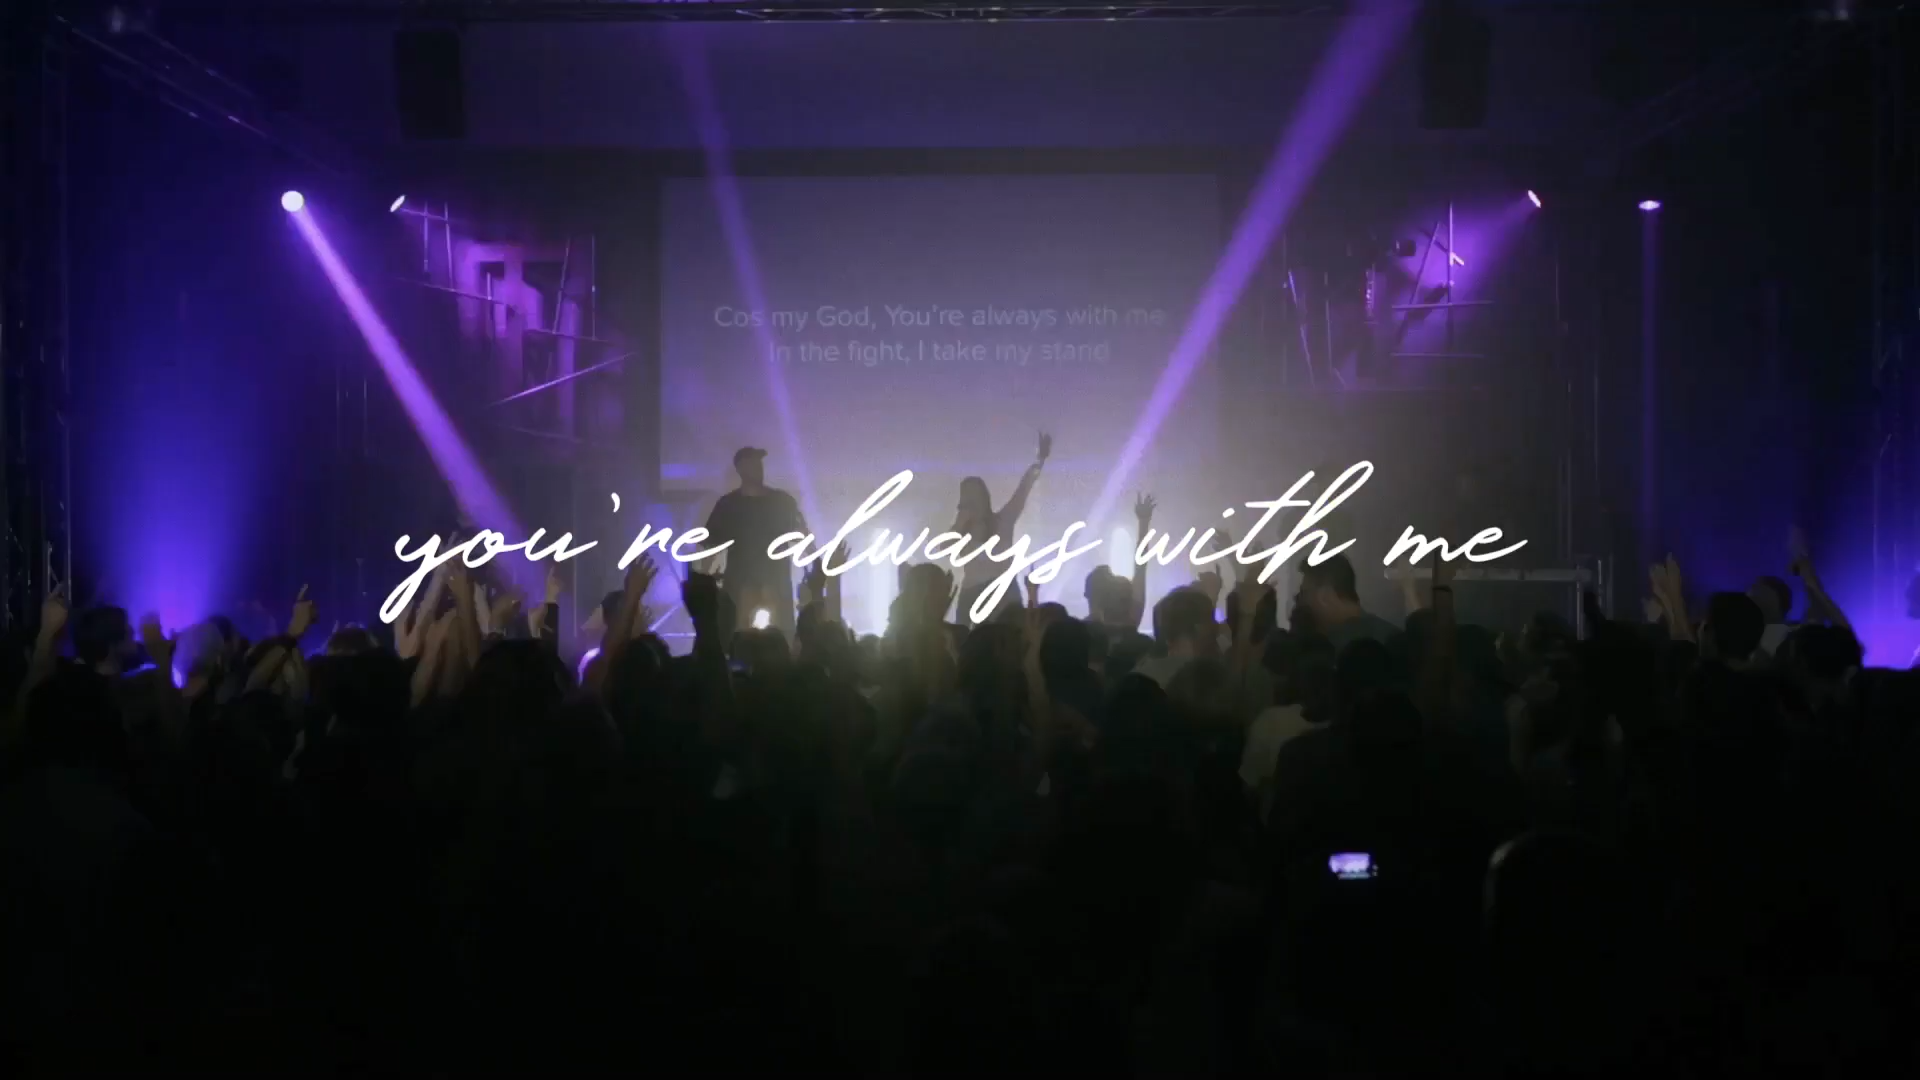 Cos my God, You're always with me
In the fight, I take my stand
you're always with me